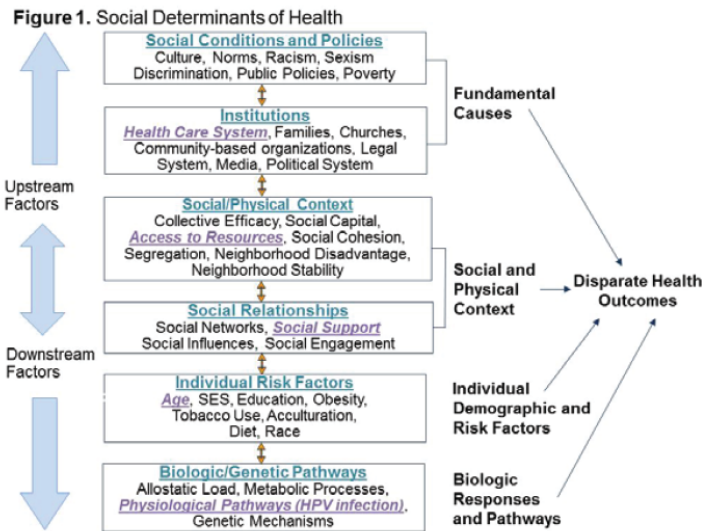 Figure 1. Social Determinants of Health
Social Conditions and Policies
Culture, Norms, Racism, Sexism
Discrimination, Public Policies, Poverty
Institutions
Health Care System, Families, Churches,
Community-based organizations, Legal
System, Media, Political System
Fundamental
Causes
Upstream
Factors
Social/Physical Context
Collective Efficacy, Social Capital,
Access to Resources, Social Cohesion,
Segregation, Neighborhood Disadvantage,
Neighborhood Stability
Social and
Physical
Context
Disparate Health
Outcomes
Social Relationships
Social Networks, Social Support
Social Influences, Social Engagement
Downstream
Factors
Individual Risk Factors
Age, SES, Education, Obesity,
Tobacco Use, Acculturation,
Diet, Race
Individual
Demographic and
Risk Factors
Biologic/Genetic Pathways
Allostatic Load, Metabolic Processes,
Physiological Pathways (HPV infection),
Genetic Mechanisms
Biologic
Responses
and Pathways